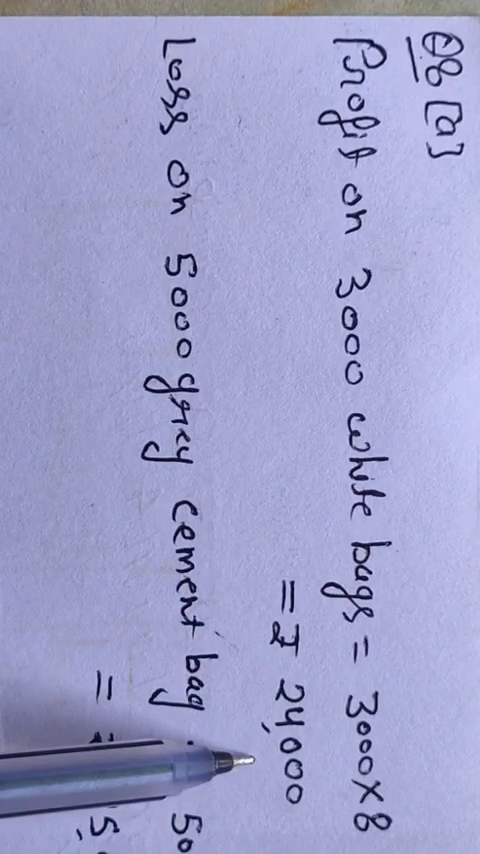 Q8 [a]
Profit on 3000 white bags = 3000×8
= ₹ 24,000
Loss on 5000 grey cement bag
=